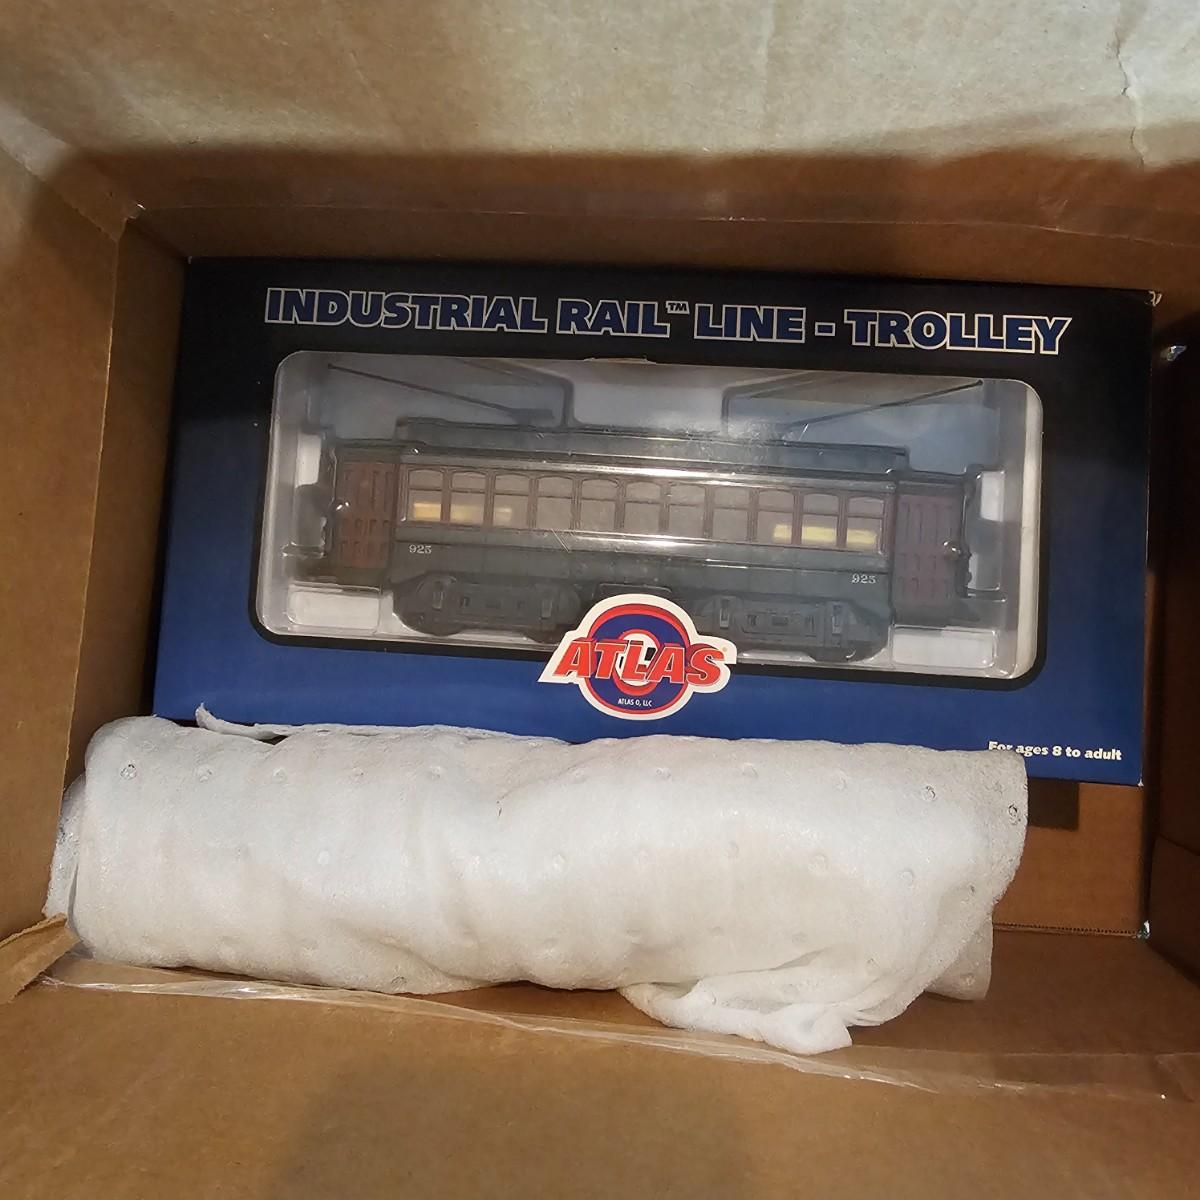 INDUSTRIAL RAIL™ LINE - TROLLEY
925
925
ATLAS®
O
ATLAS O, LLC
For ages 8 to adult